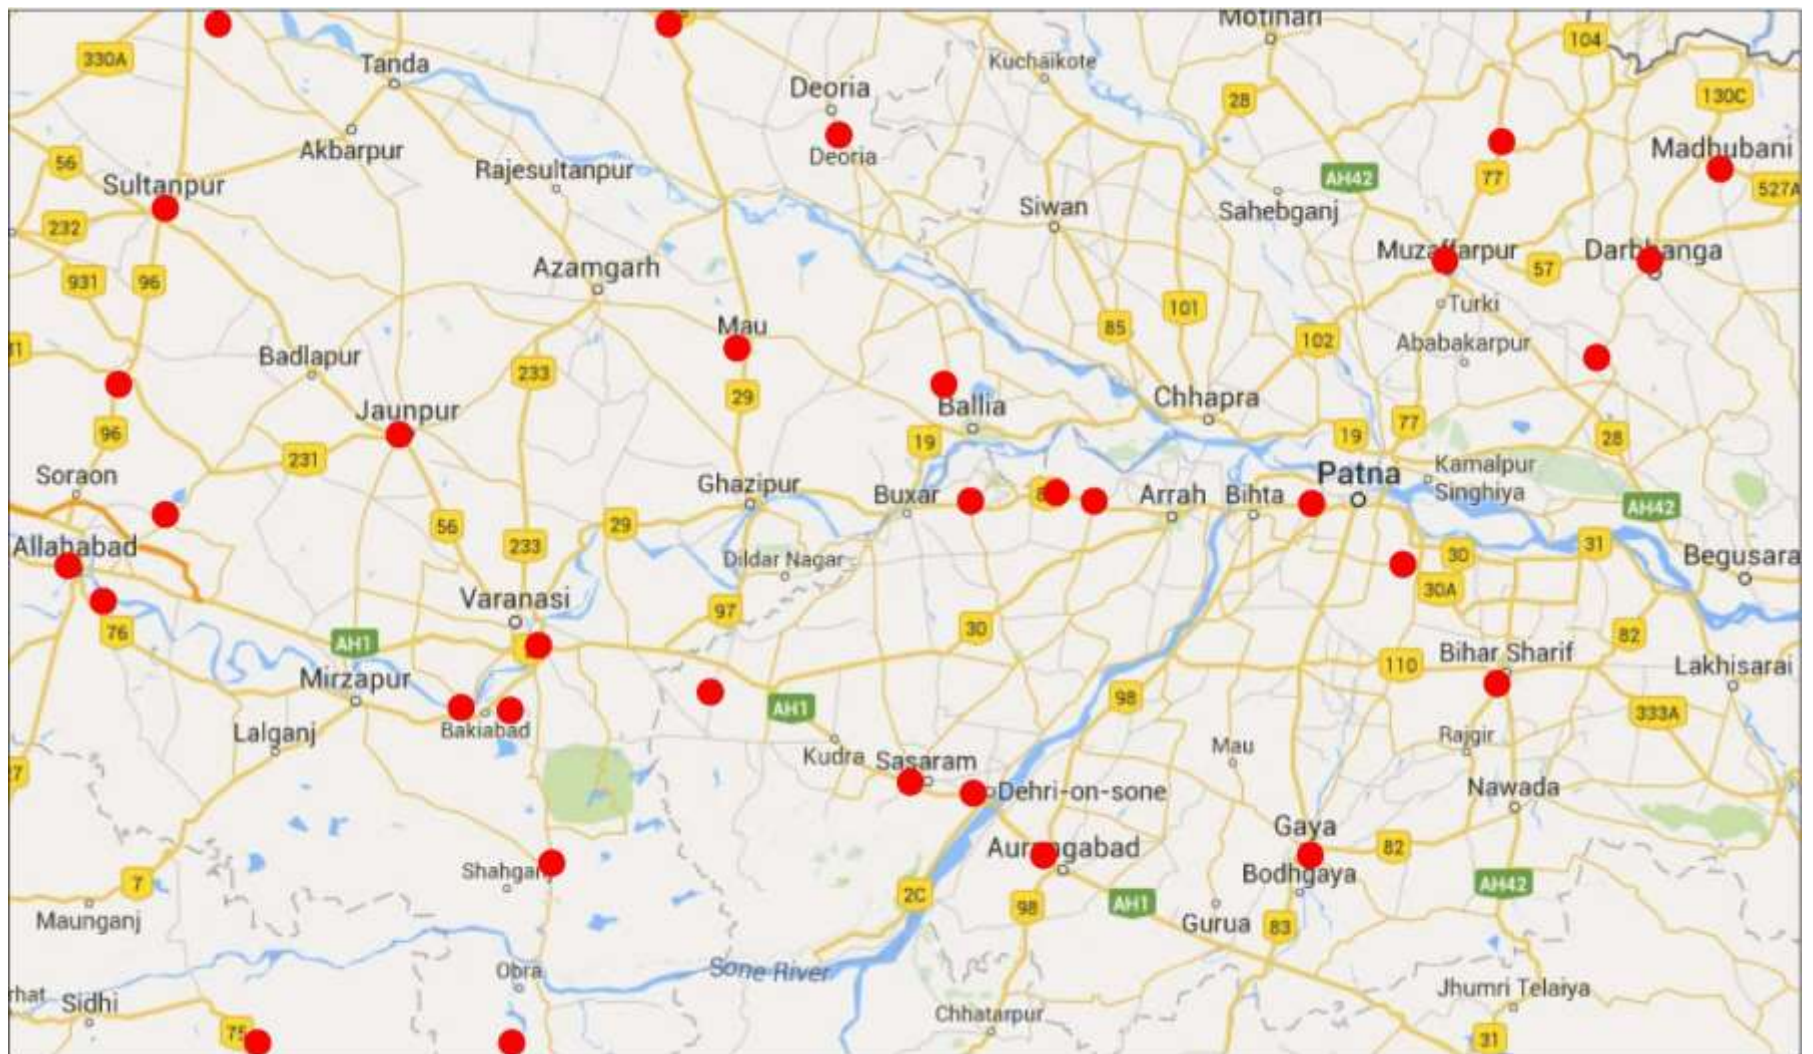 Motihari
104
330A
Tanda
Kuchaikote
Deoria
28
130C
Akbarpur
Deoria
Madhubani
56
Rajesultanpur
AH42
77
Sultanpur
527A
232
Siwan
Sahebganj
Muzaffarpur
Darbhanga
931
96
Azamgarh
57
Turki
101
Mau
85
102
Ababakarpur
Badlapur
233
29
Chhapra
Jaunpur
Ballia
96
19
19
77
28
231
Soraon
Ghazipur
Buxar
Arrah
Bihta
Patna
Kamalpur
Singhiya
AH42
56
29
Allahabad
233
Dildar Nagar
30
31
Begusara
30A
Varanasi
97
76
30
82
AH1
110
Bihar Sharif
Lakhisarai
Mirzapur
98
AH1
333A
Bakiabad
Lalganj
Mau
Rajgir
Kudra
Sasaram
Dehri-on-sone
Nawada
Gaya
Aurangabad
82
Shahganj
Bodhgaya
7
2C
98
AH1
AH42
Maunganj
Gurua
83
Obra
Sone River
rhat
Sidhi
Jhumri Telaiya
75
Chhatarpur
31